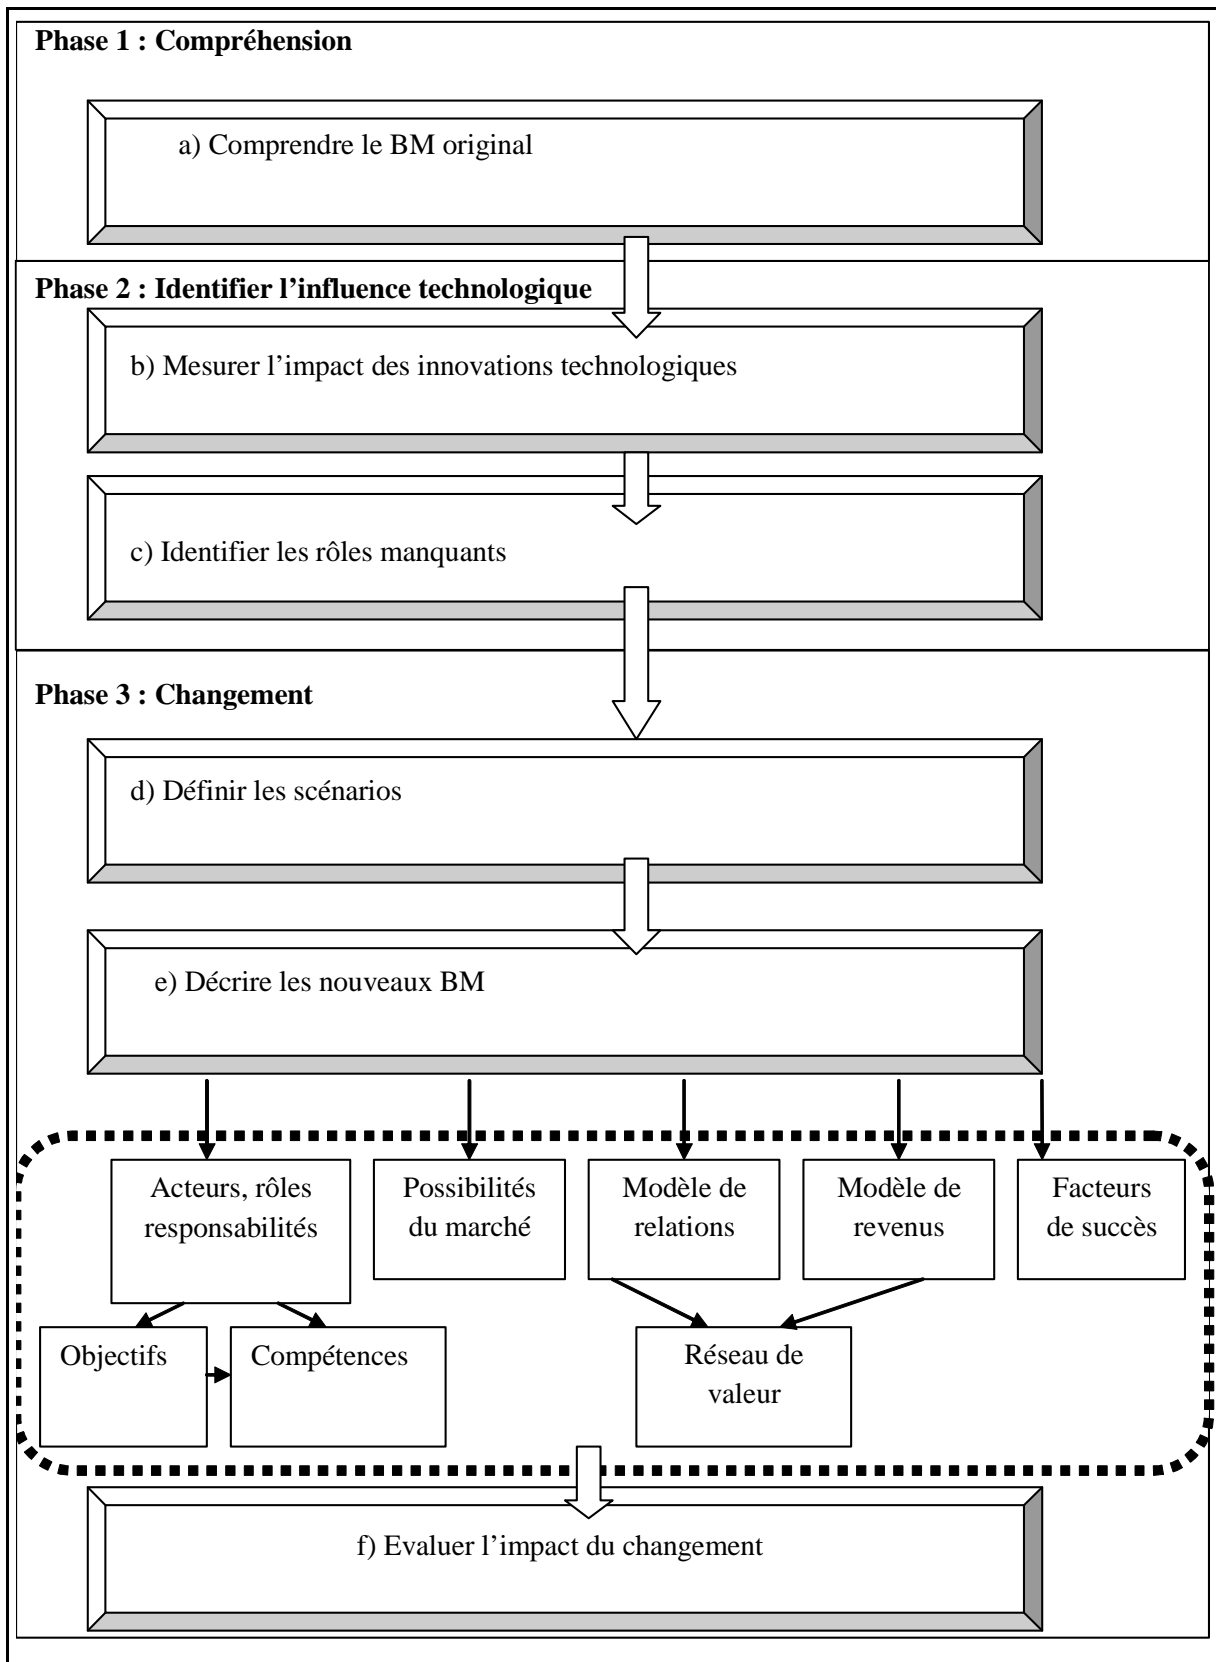 Phase 1 : Compréhension
a) Comprendre le BM original
Phase 2 : Identifier l’influence technologique
b) Mesurer l’impact des innovations technologiques
c) Identifier les rôles manquants
Phase 3 : Changement
d) Définir les scénarios
e) Décrire les nouveaux BM
Acteurs, rôles
responsabilités
Possibilités
du marché
Modèle de
relations
Modèle de
revenus
Facteurs
de succès
Objectifs
Compétences
Réseau de
valeur
f) Evaluer l’impact du changement